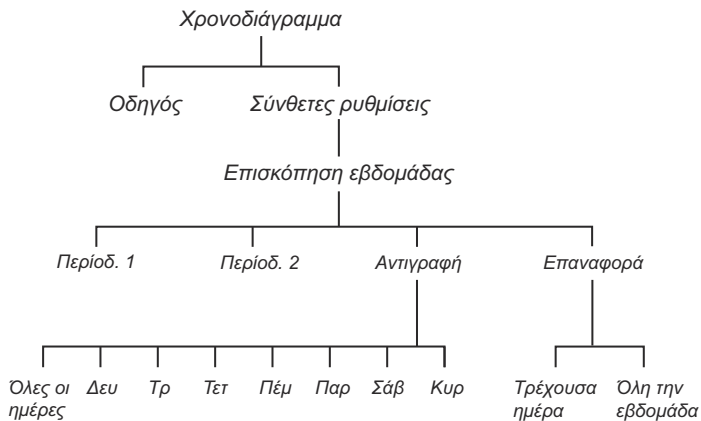 Χρονοδιάγραμμα
Οδηγός Σύνθετες ρυθμίσεις
Επισκόπηση εβδομάδας
Περίοδ. 1 Περίοδ. 2 Αντιγραφή Επαναφορά
Όλες οι Δευ Τρ Τετ Πέμ Παρ Σάβ Κυρ Τρέχουσα Όλη την
ημέρες ημέρα εβδομάδα